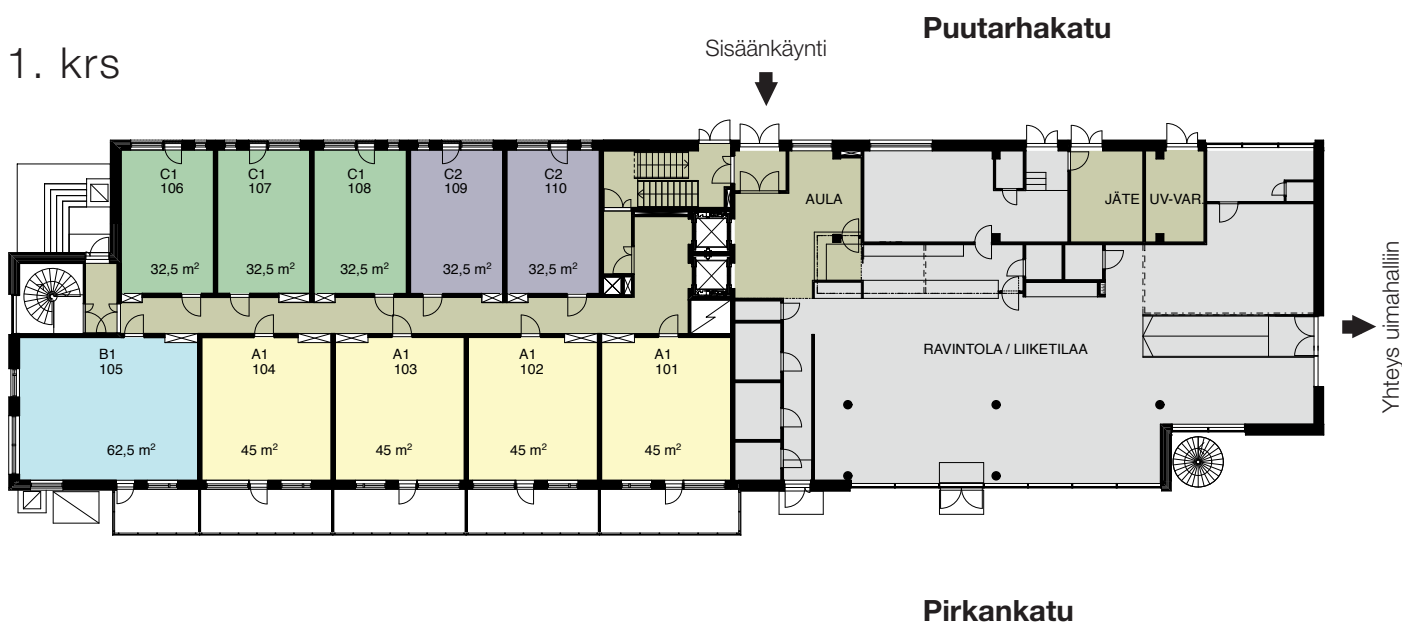 Puutarhakatu
Sisäänkäynti
1. krs
C1
106
C1
107
C1
108
C2
109
C2
110
AULA
JÄTE
UV-VAR.
32,5 m²
32,5 m²
32,5 m²
32,5 m²
32,5 m²
Yhteys uimahalliin
RAVINTOLA / LIIKETILAA
B1
105
A1
104
A1
103
A1
102
A1
101
62,5 m²
45 m²
45 m²
45 m²
45 m²
Pirkankatu